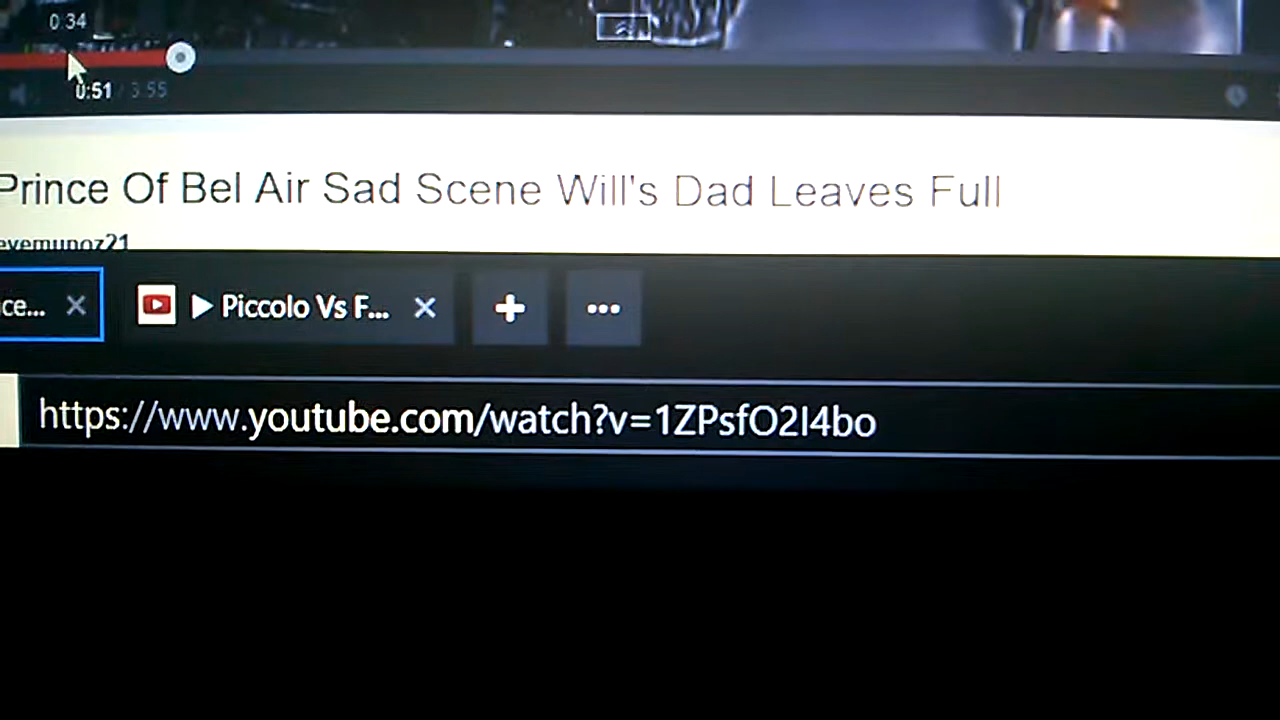 0:34
0:51 / 3:55
Prince Of Bel Air Sad Scene Will's Dad Leaves Full
evemunoz21
ce...
Piccolo Vs F...
https://www.youtube.com/watch?v=1ZPsfO2I4bo